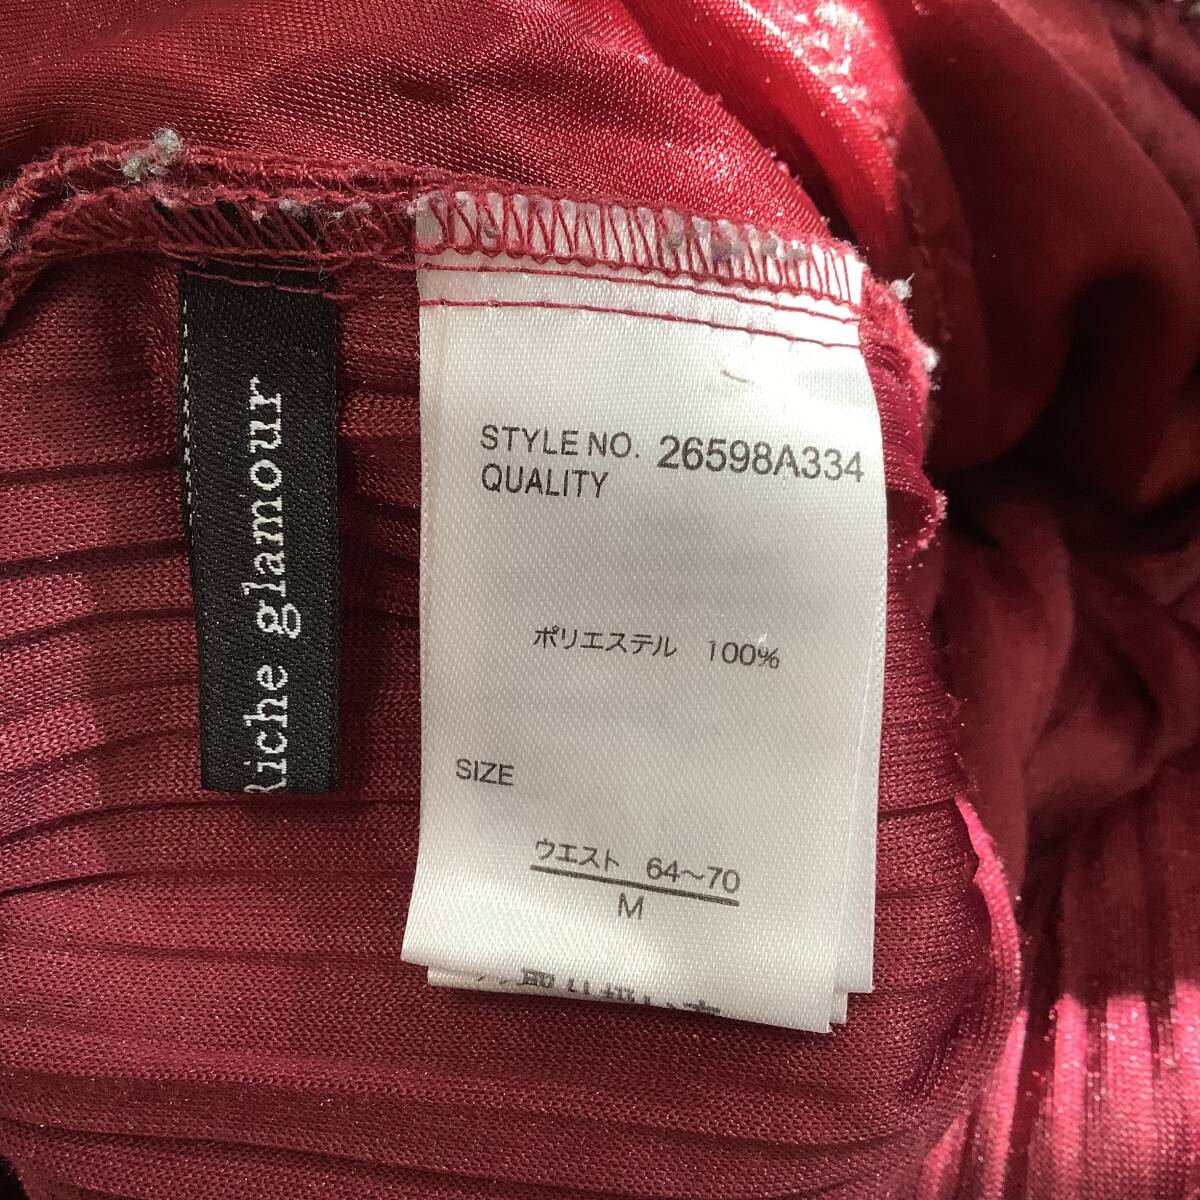 Riche glamour
STYLE NO. 26598A334
QUALITY
ポリエステル 100%
SIZE
ウエスト 64～70
M